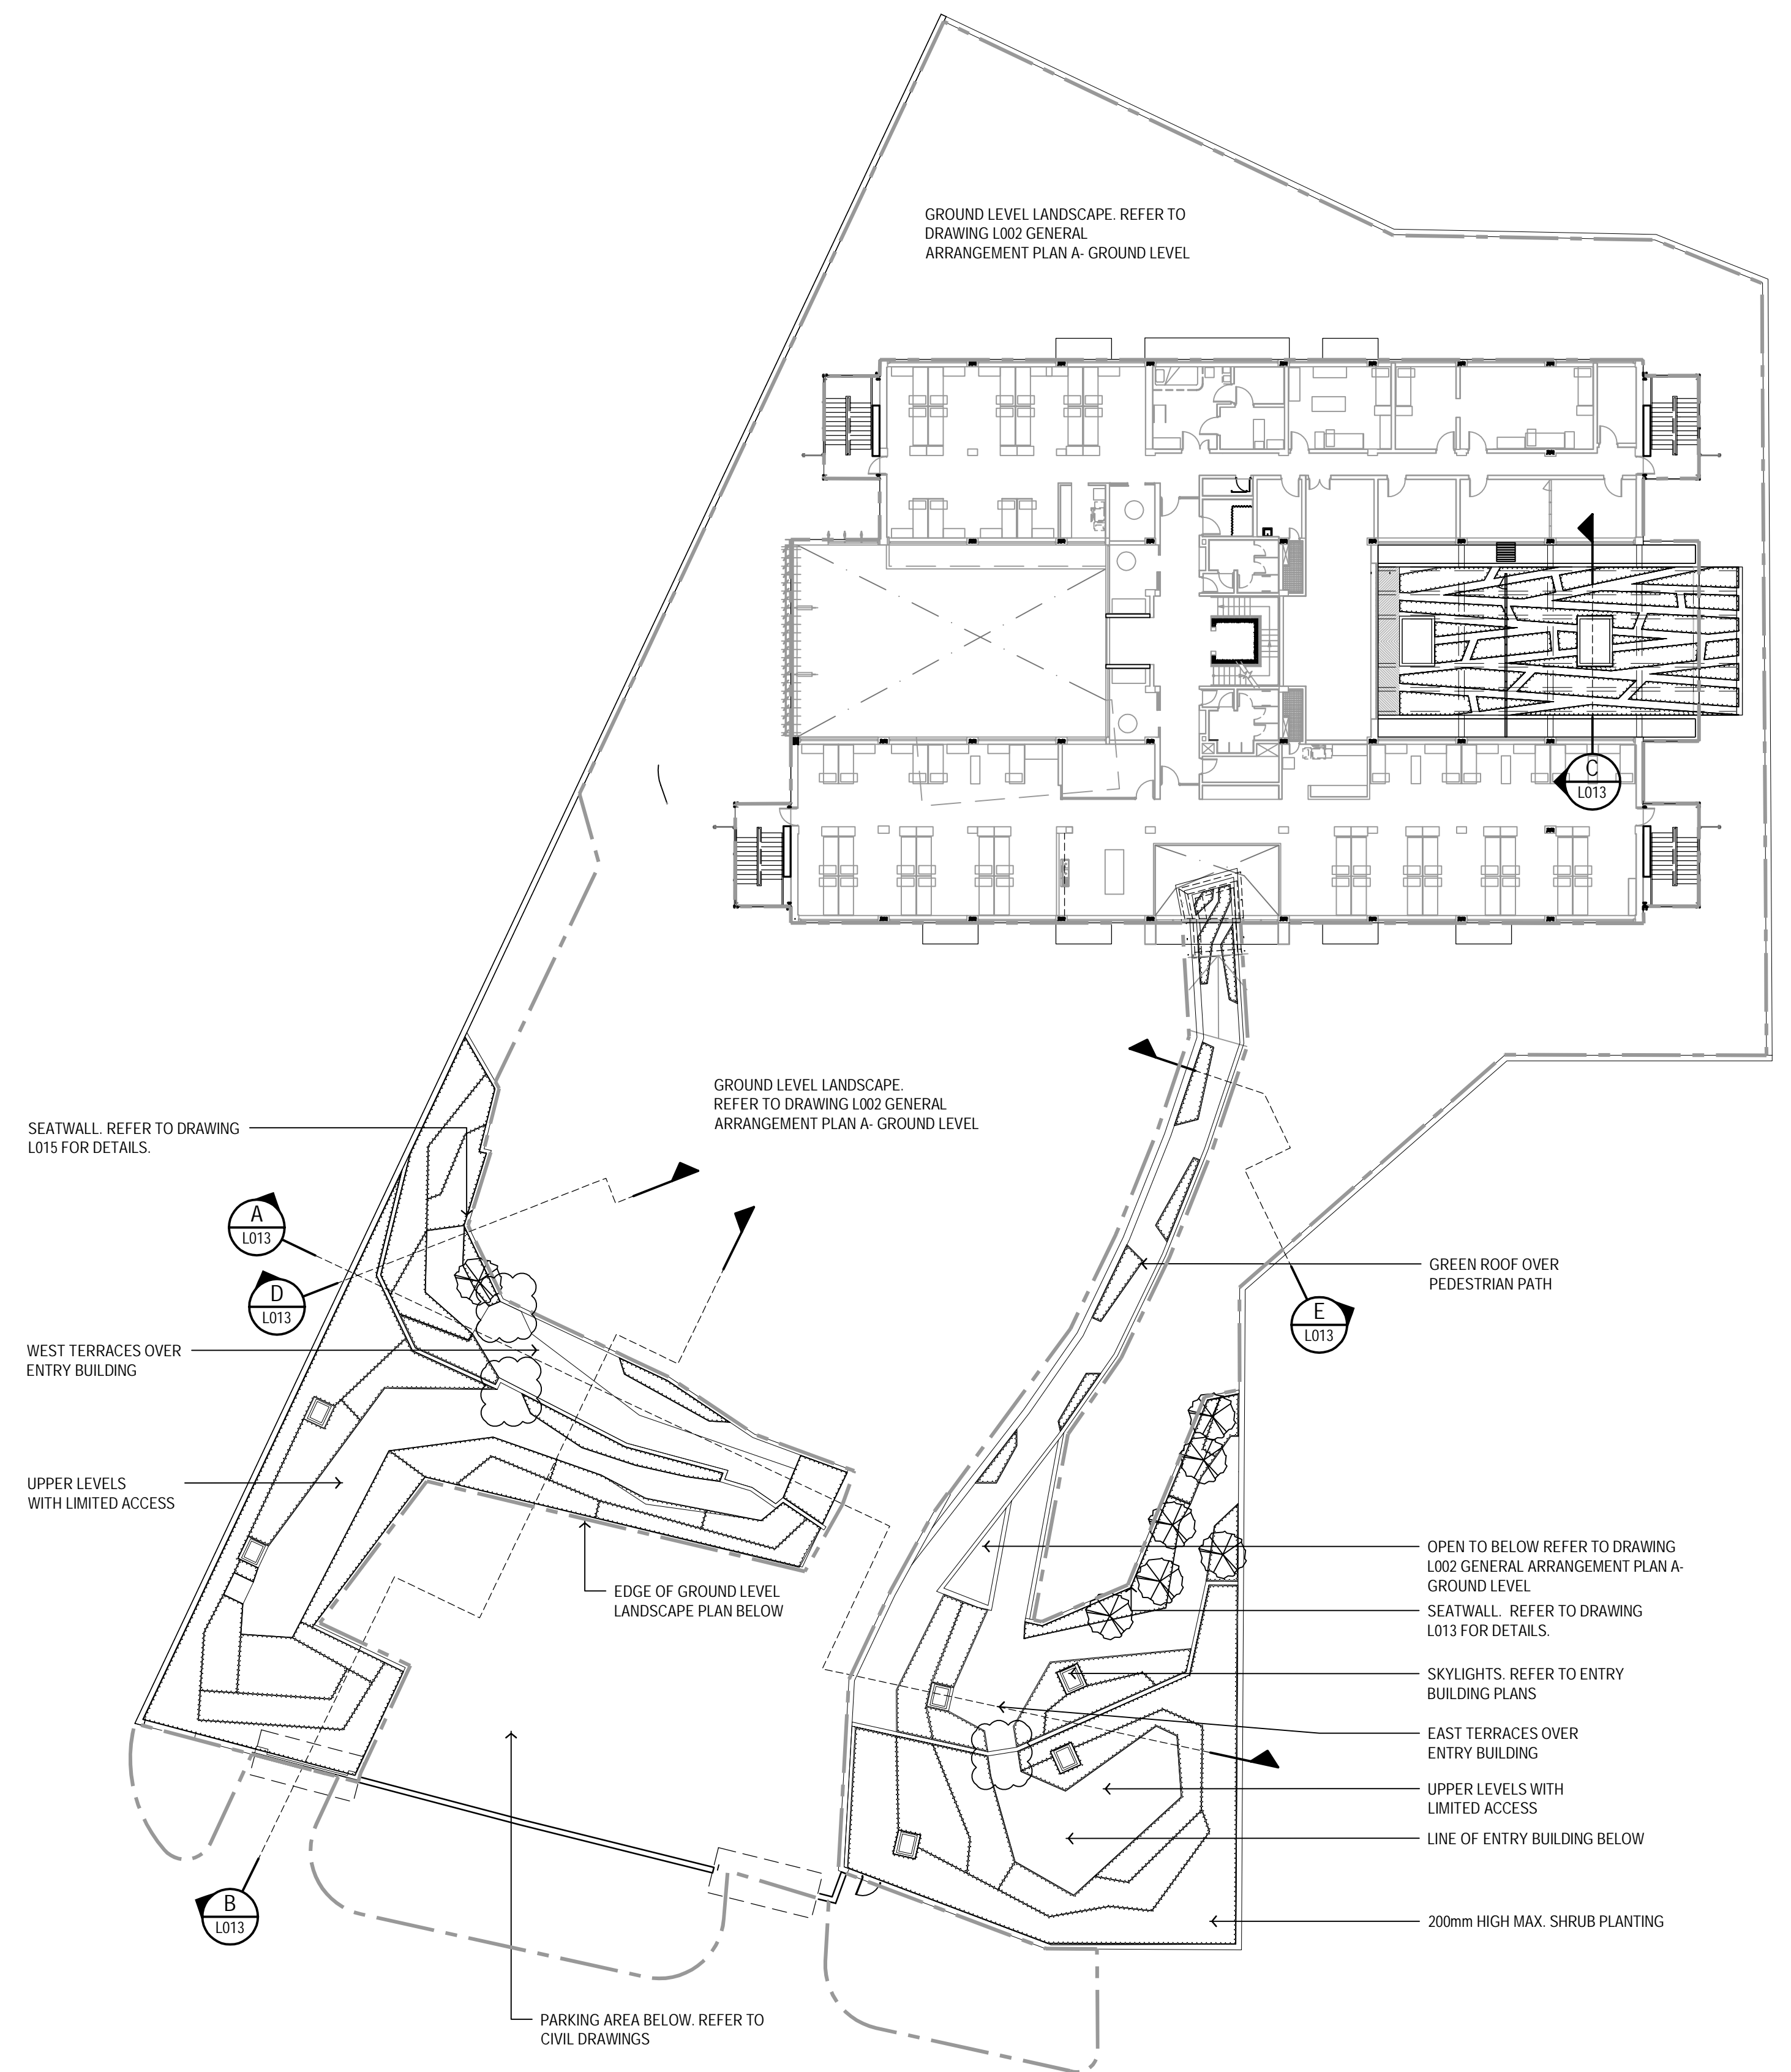 GROUND LEVEL LANDSCAPE. REFER TO
DRAWING L002 GENERAL
ARRANGEMENT PLAN A- GROUND LEVEL
C
L013
GROUND LEVEL LANDSCAPE.
REFER TO DRAWING L002 GENERAL
ARRANGEMENT PLAN A- GROUND LEVEL
SEATWALL. REFER TO DRAWING
L015 FOR DETAILS.
A
L013
D
L013
WEST TERRACES OVER
ENTRY BUILDING
UPPER LEVELS
WITH LIMITED ACCESS
EDGE OF GROUND LEVEL
LANDSCAPE PLAN BELOW
B
L013
PARKING AREA BELOW. REFER TO
CIVIL DRAWINGS
GREEN ROOF OVER
PEDESTRIAN PATH
E
L013
OPEN TO BELOW REFER TO DRAWING
L002 GENERAL ARRANGEMENT PLAN A-
GROUND LEVEL
SEATWALL. REFER TO DRAWING
L013 FOR DETAILS.
SKYLIGHTS. REFER TO ENTRY
BUILDING PLANS
EAST TERRACES OVER
ENTRY BUILDING
UPPER LEVELS WITH
LIMITED ACCESS
LINE OF ENTRY BUILDING BELOW
200mm HIGH MAX. SHRUB PLANTING